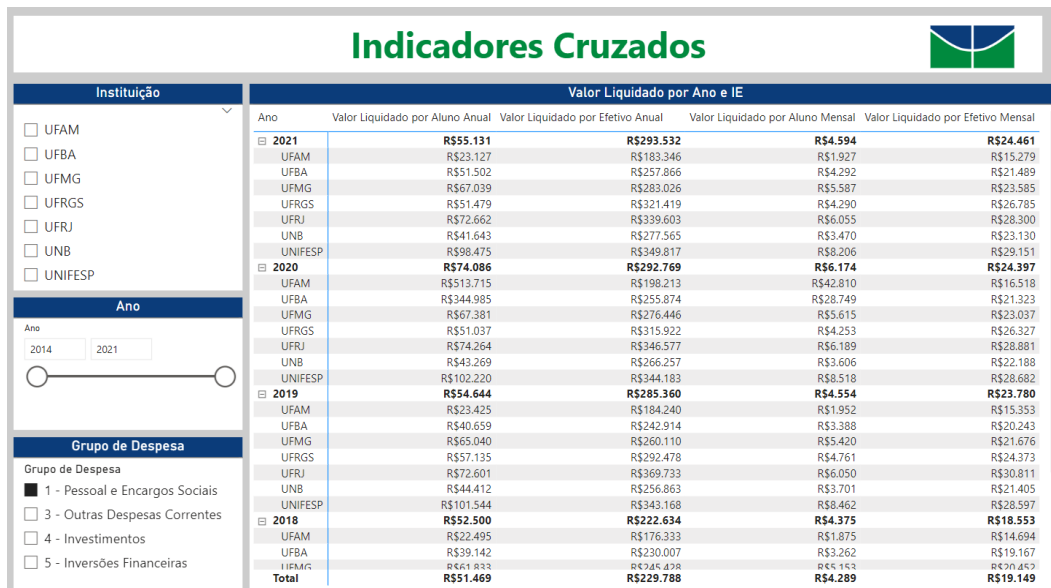 Indicadores Cruzados
Instituição
UFAM
UFBA
UFMG
UFRGS
UFRJ
UNB
UNIFESP
Ano
Ano
2014 2021
Grupo de Despesa
Grupo de Despesa
1 - Pessoal e Encargos Sociais
3 - Outras Despesas Correntes
4 - Investimentos
5 - Inversões Financeiras
Valor Liquidado por Ano e IE
Ano Valor Liquidado por Aluno Anual Valor Liquidado por Efetivo Anual Valor Liquidado por Aluno Mensal Valor Liquidado por Efetivo Mensal
2021 R$55.131 R$293.532 R$4.594 R$24.461
UFAM R$23.127 R$183.346 R$1.927 R$15.279
UFBA R$51.502 R$257.866 R$4.292 R$21.489
UFMG R$67.039 R$283.026 R$5.587 R$23.585
UFRGS R$51.479 R$321.419 R$4.290 R$26.785
UFRJ R$72.662 R$339.603 R$6.055 R$28.300
UNB R$41.643 R$277.565 R$3.470 R$23.130
UNIFESP R$98.475 R$349.817 R$8.206 R$29.151
2020 R$74.086 R$292.769 R$6.174 R$24.397
UFAM R$513.715 R$198.213 R$42.810 R$16.518
UFBA R$344.985 R$255.874 R$28.749 R$21.323
UFMG R$67.381 R$276.446 R$5.615 R$23.037
UFRGS R$51.037 R$315.922 R$4.253 R$26.327
UFRJ R$74.264 R$346.577 R$6.189 R$28.881
UNB R$43.269 R$266.257 R$3.606 R$22.188
UNIFESP R$102.220 R$344.183 R$8.518 R$28.682
2019 R$54.644 R$285.360 R$4.554 R$23.780
UFAM R$23.425 R$184.240 R$1.952 R$15.353
UFBA R$40.659 R$242.914 R$3.388 R$20.243
UFMG R$65.040 R$260.110 R$5.420 R$21.676
UFRGS R$57.135 R$292.478 R$4.761 R$24.373
UFRJ R$72.601 R$369.733 R$6.050 R$30.811
UNB R$44.412 R$256.863 R$3.701 R$21.405
UNIFESP R$101.544 R$343.168 R$8.462 R$28.597
2018 R$52.500 R$222.634 R$4.375 R$18.553
UFAM R$22.495 R$176.333 R$1.875 R$14.694
UFBA R$39.142 R$230.007 R$3.262 R$19.167
UFMG R$61.833 R$245.428 R$5.153 R$20.452
Total R$51.469 R$229.788 R$4.289 R$19.149